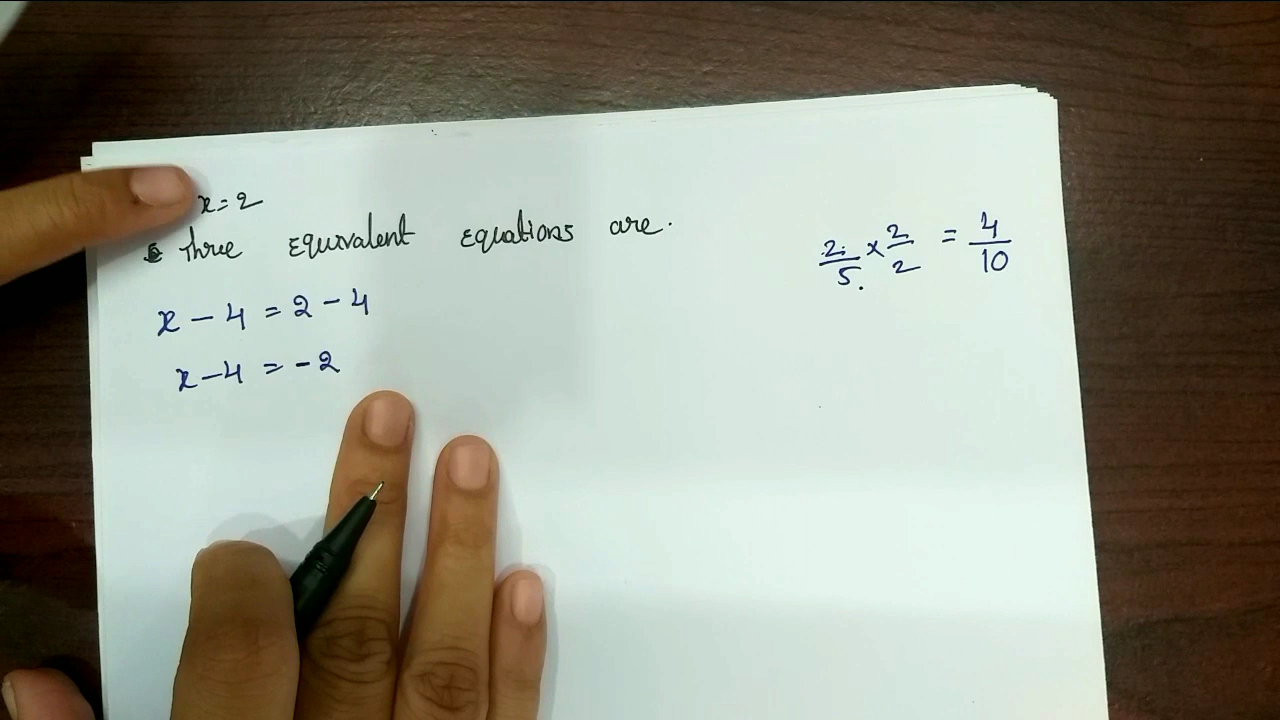 x = 2
Three equivalent equations are.
x - 4 = 2 - 4
x - 4 = - 2
2/5 x 2/2 = 4/10